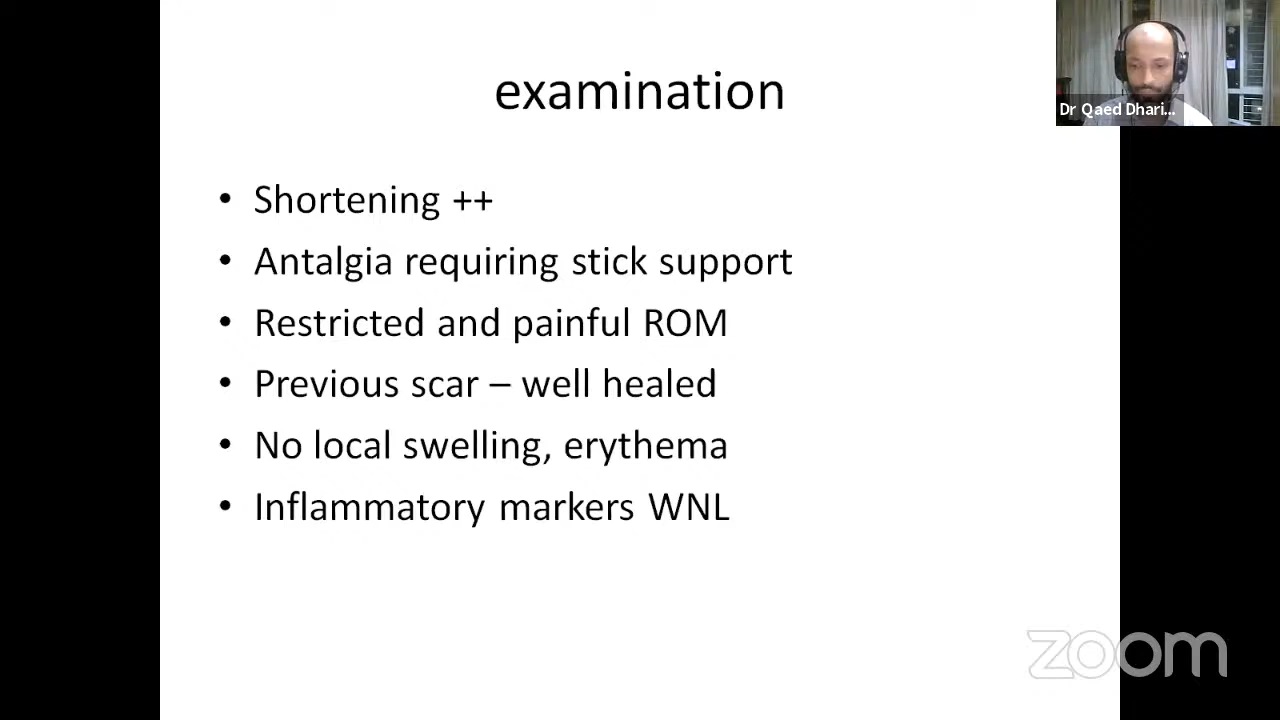 examination
Dr Qaed Dhari...
• Shortening ++
• Antalgia requiring stick support
• Restricted and painful ROM
• Previous scar – well healed
• No local swelling, erythema
• Inflammatory markers WNL
zoom